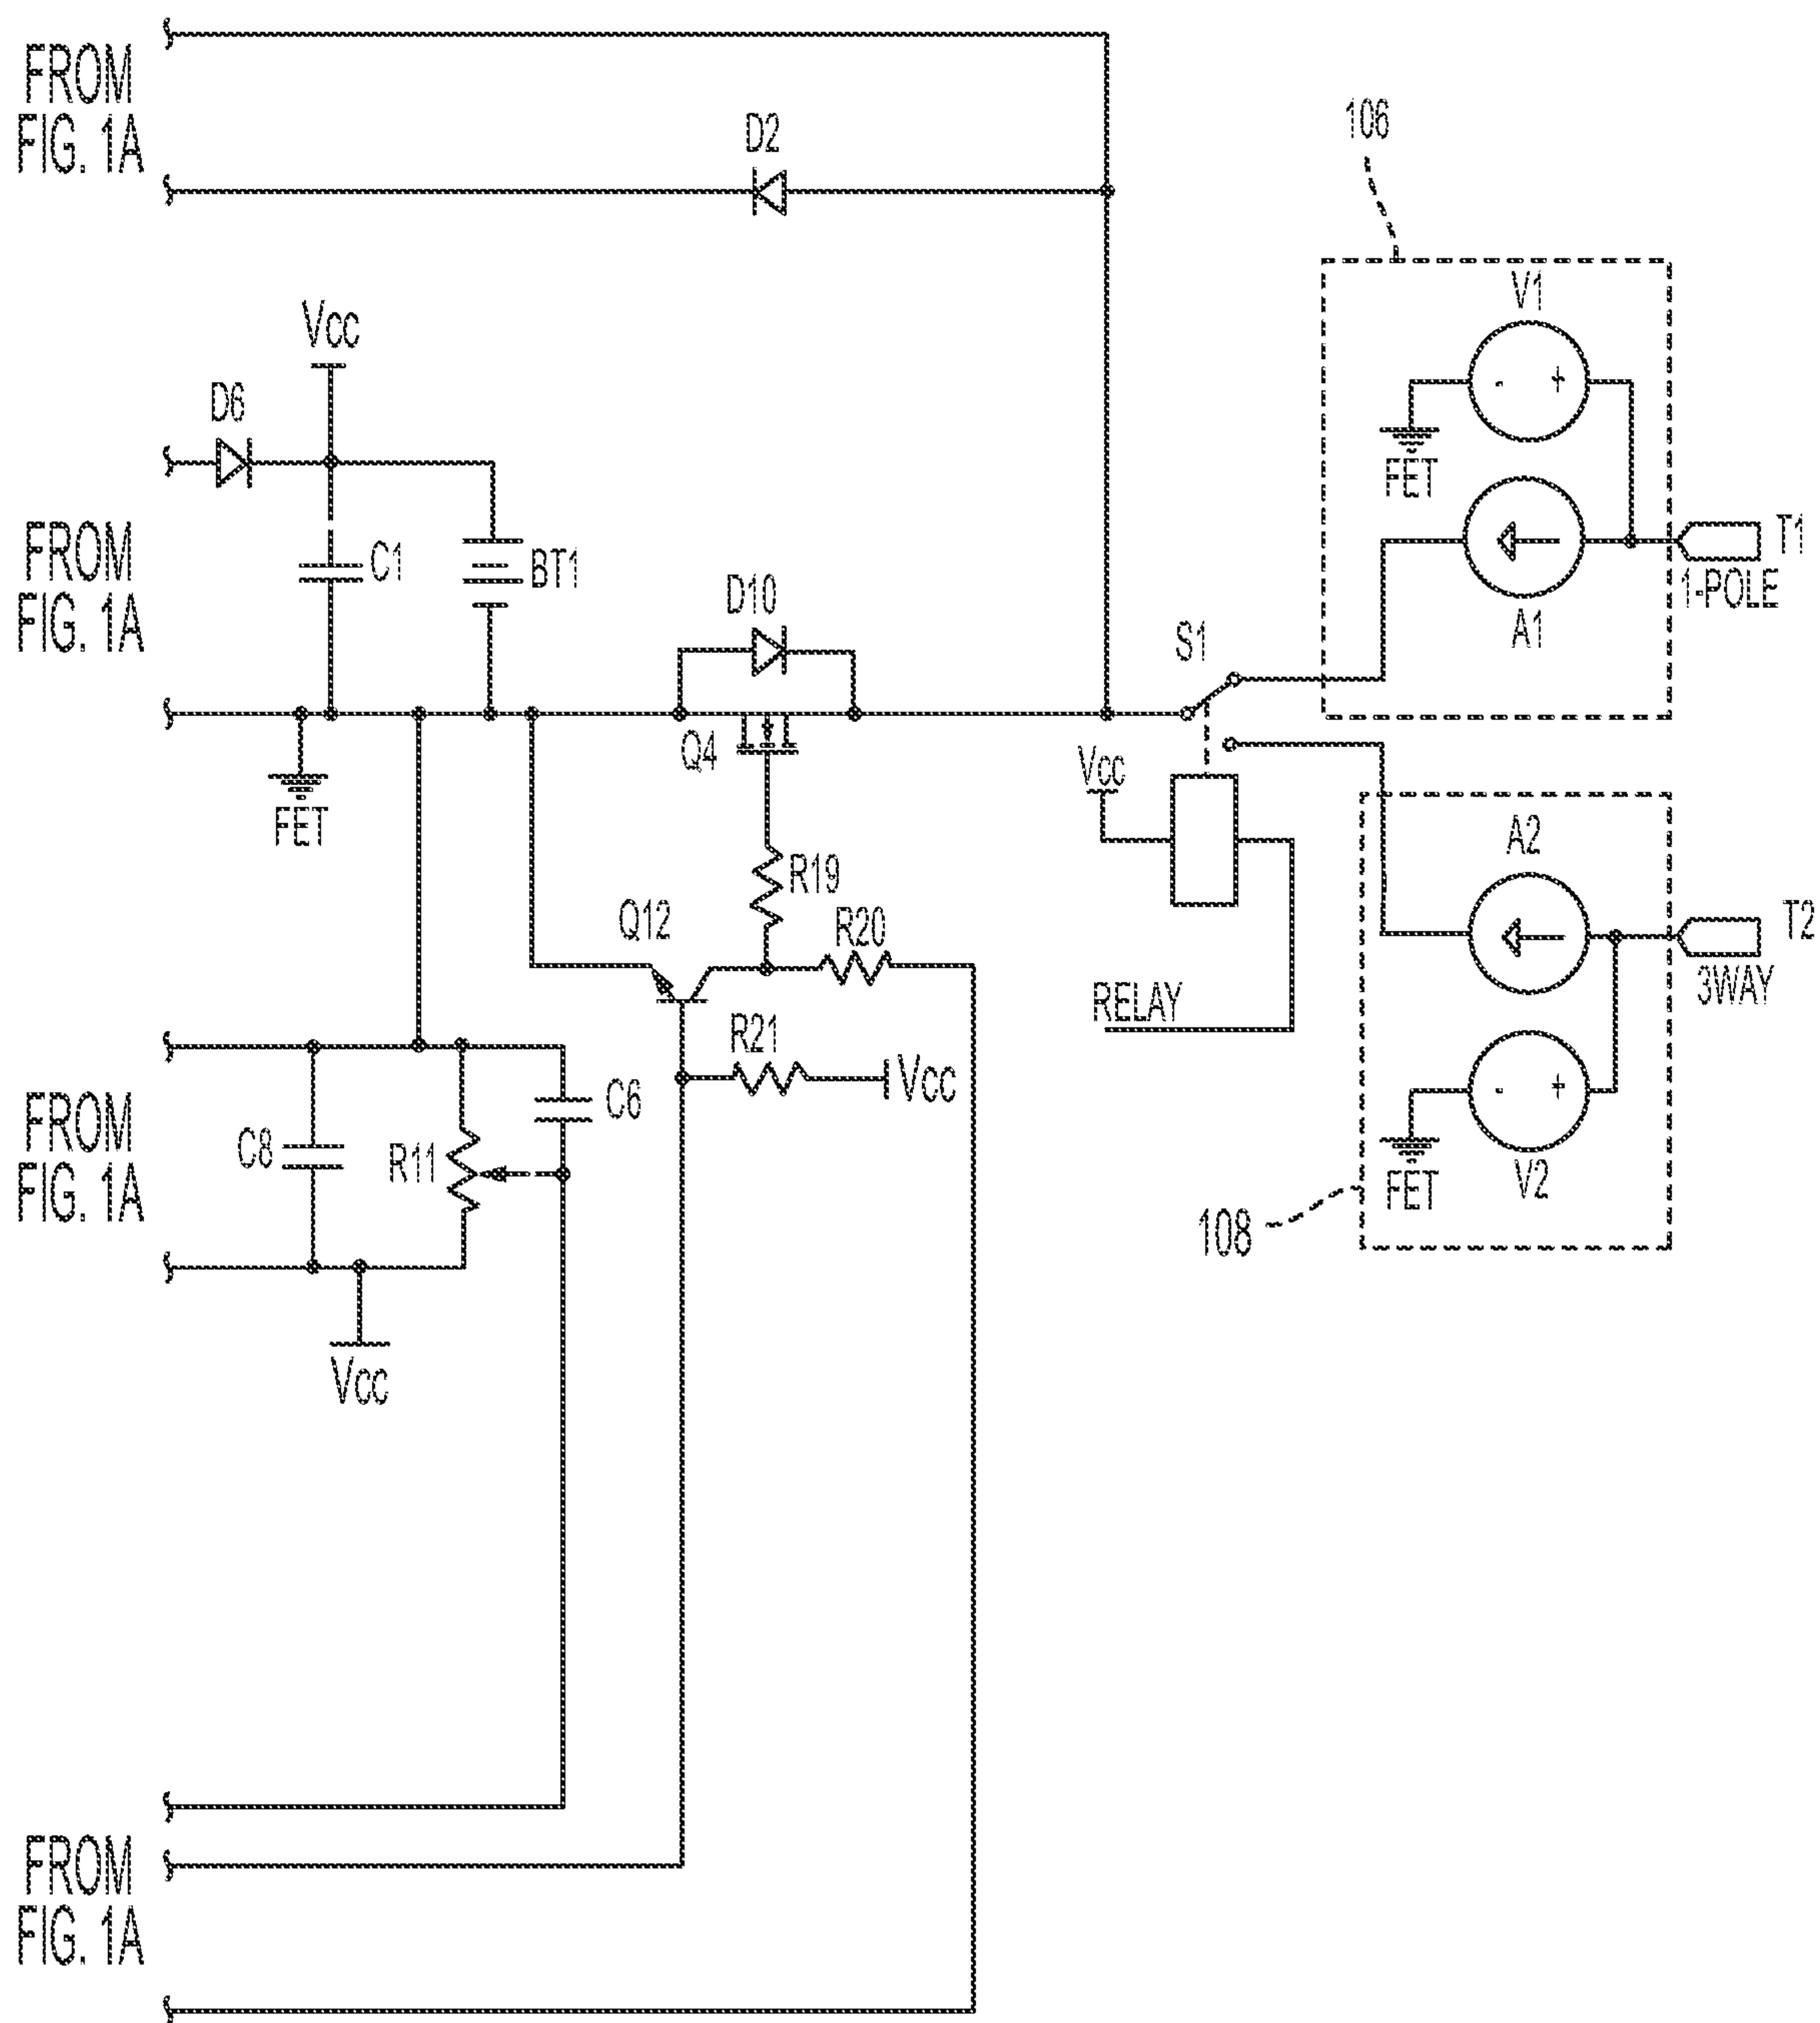 FROM
FIG. 1A
D2
106
V1
- +
FET
A1
T1
1-POLE
Vcc
D6
C1
BT1
FROM
FIG. 1A
D10
S1
Q4
FET
Vcc
R19
Q12
R20
RELAY
A2
T2
3WAY
- +
FET
V2
108
R21
Vcc
FROM
FIG. 1A
C8
R11
C6
Vcc
FROM
FIG. 1A